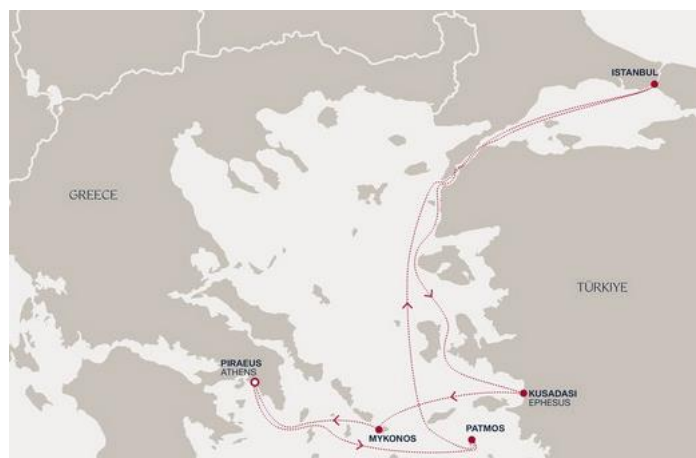 ISTANBUL
GREECE
TÜRKIYE
PIRAEUS
ATHENS
KUSADASI
EPHESUS
MYKONOS
PATMOS